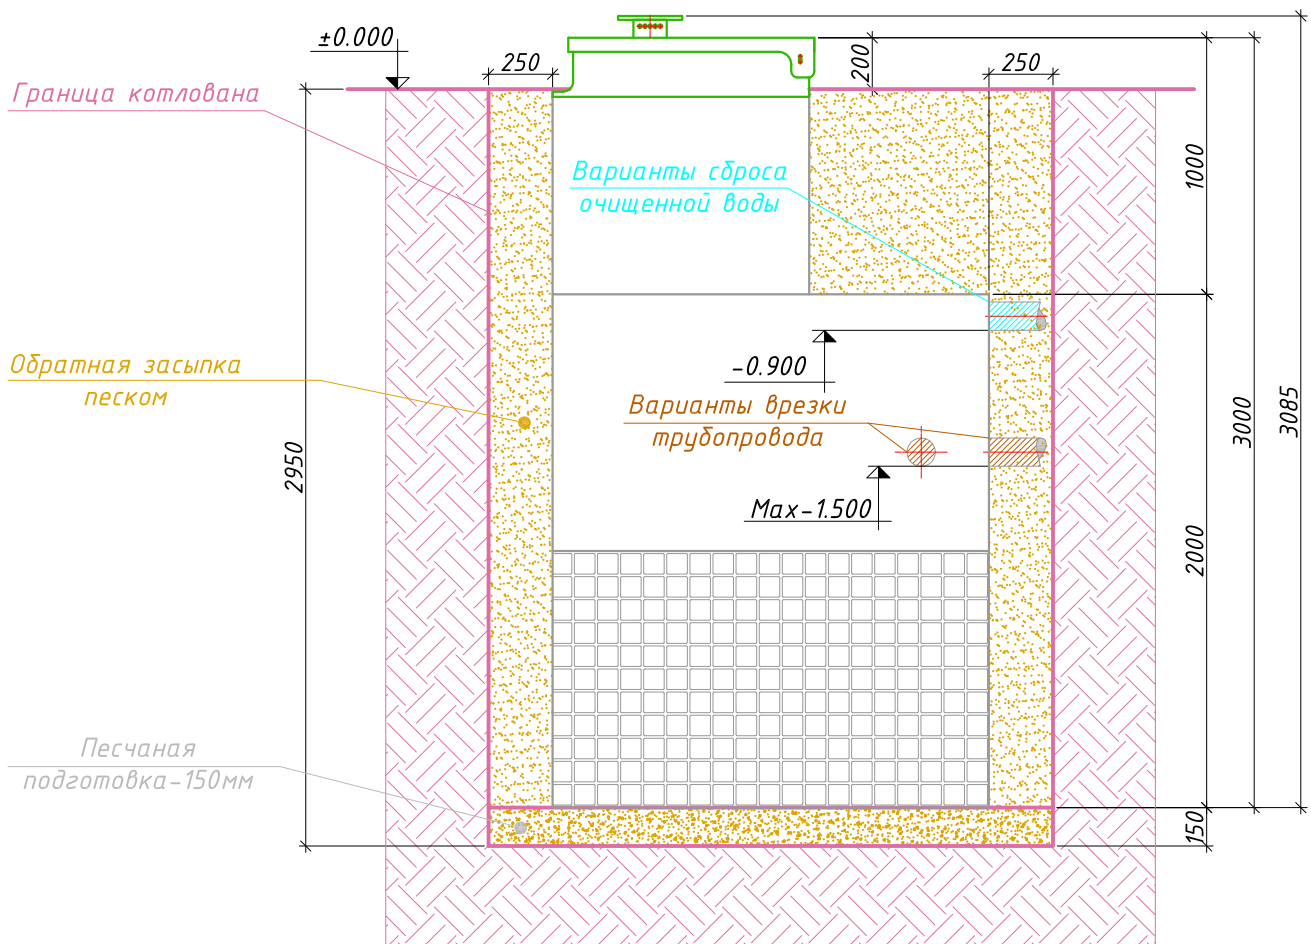 ±0.000
250
200
250
Граница котлована
1000
Варианты сброса
очищенной воды
Обратная засыпка
песком
-0.900
Варианты врезки
трубопровода
3085
3000
2950
Max-1.500
2000
Песчаная
подготовка-150мм
150